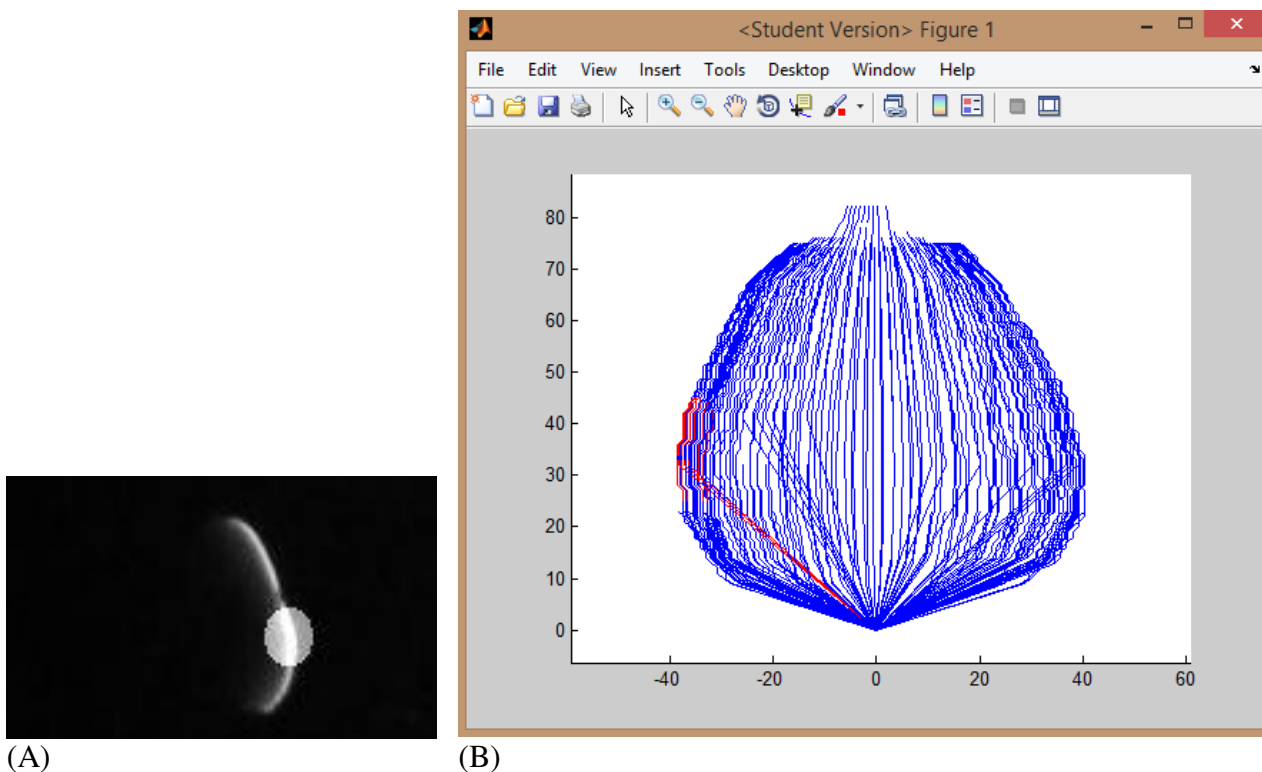 <Student Version> Figure 1
File Edit View Insert Tools Desktop Window Help
80
70
60
50
40
30
20
10
0
-40 -20 0 20 40 60
(A) (B)